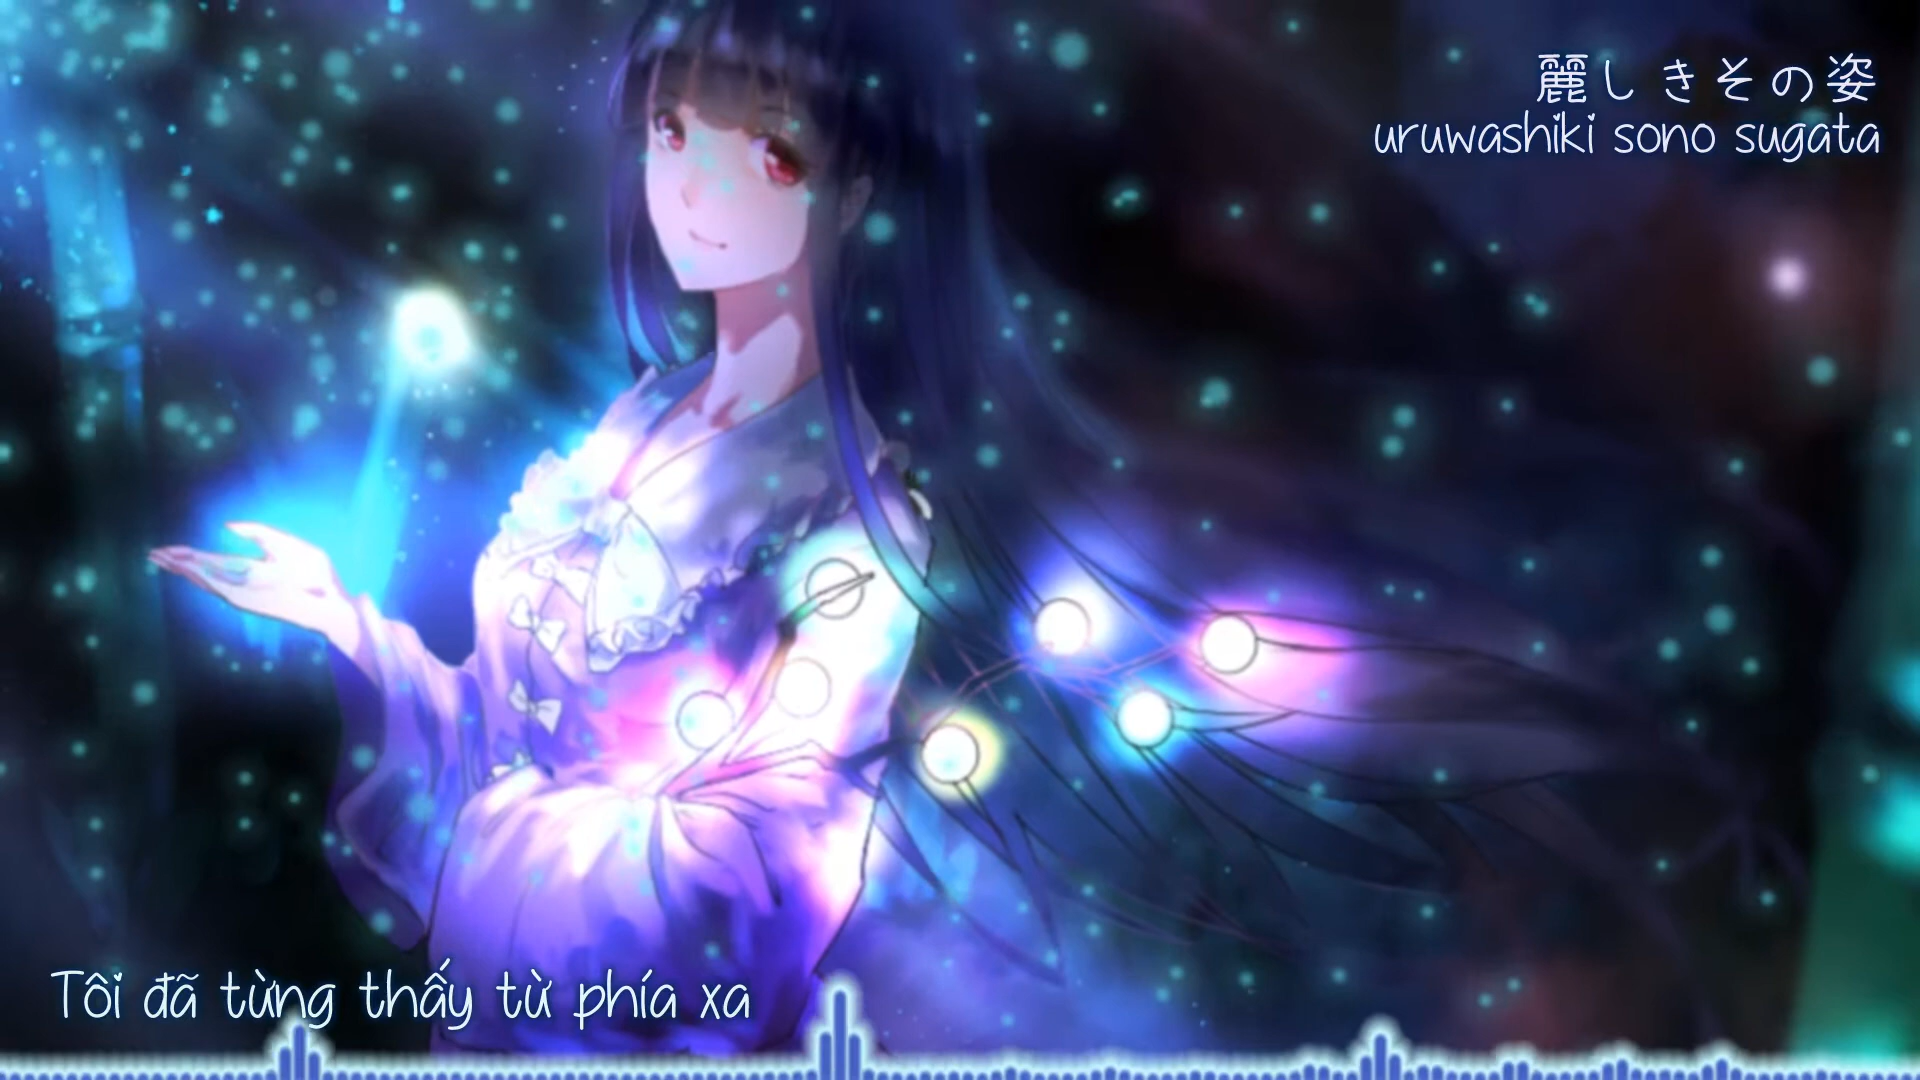 麗しきその姿
uruwashiki sono sugata
Tôi đã từng thấy từ phía xa